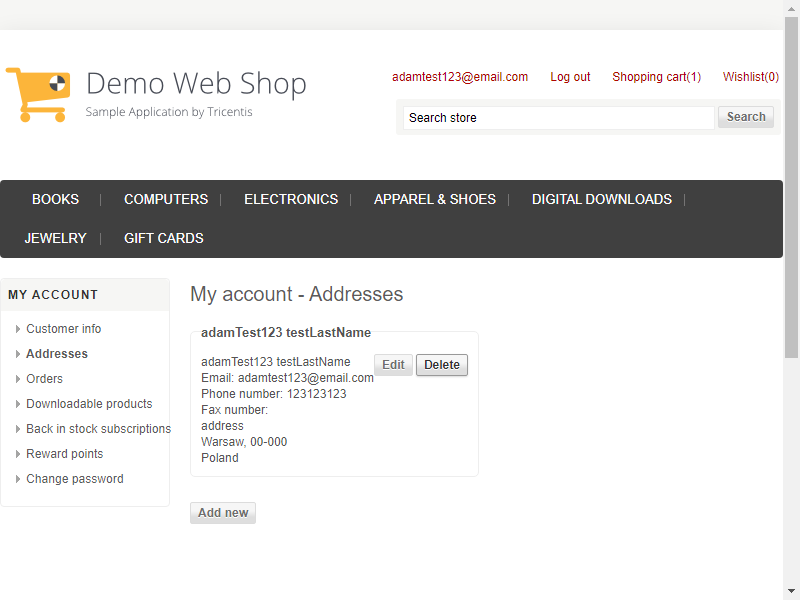 adamtest123@email.com Log out Shopping cart(1) Wishlist(0)
Demo Web Shop
Sample Application by Tricentis
Search store Search
BOOKS COMPUTERS ELECTRONICS APPAREL & SHOES DIGITAL DOWNLOADS
JEWELRY GIFT CARDS
MY ACCOUNT
Customer info
Addresses
Orders
Downloadable products
Back in stock subscriptions
Reward points
Change password
My account - Addresses
adamTest123 testLastName
adamTest123 testLastName Edit Delete
Email: adamtest123@email.com
Phone number: 123123123
Fax number:
address
Warsaw, 00-000
Poland
Add new